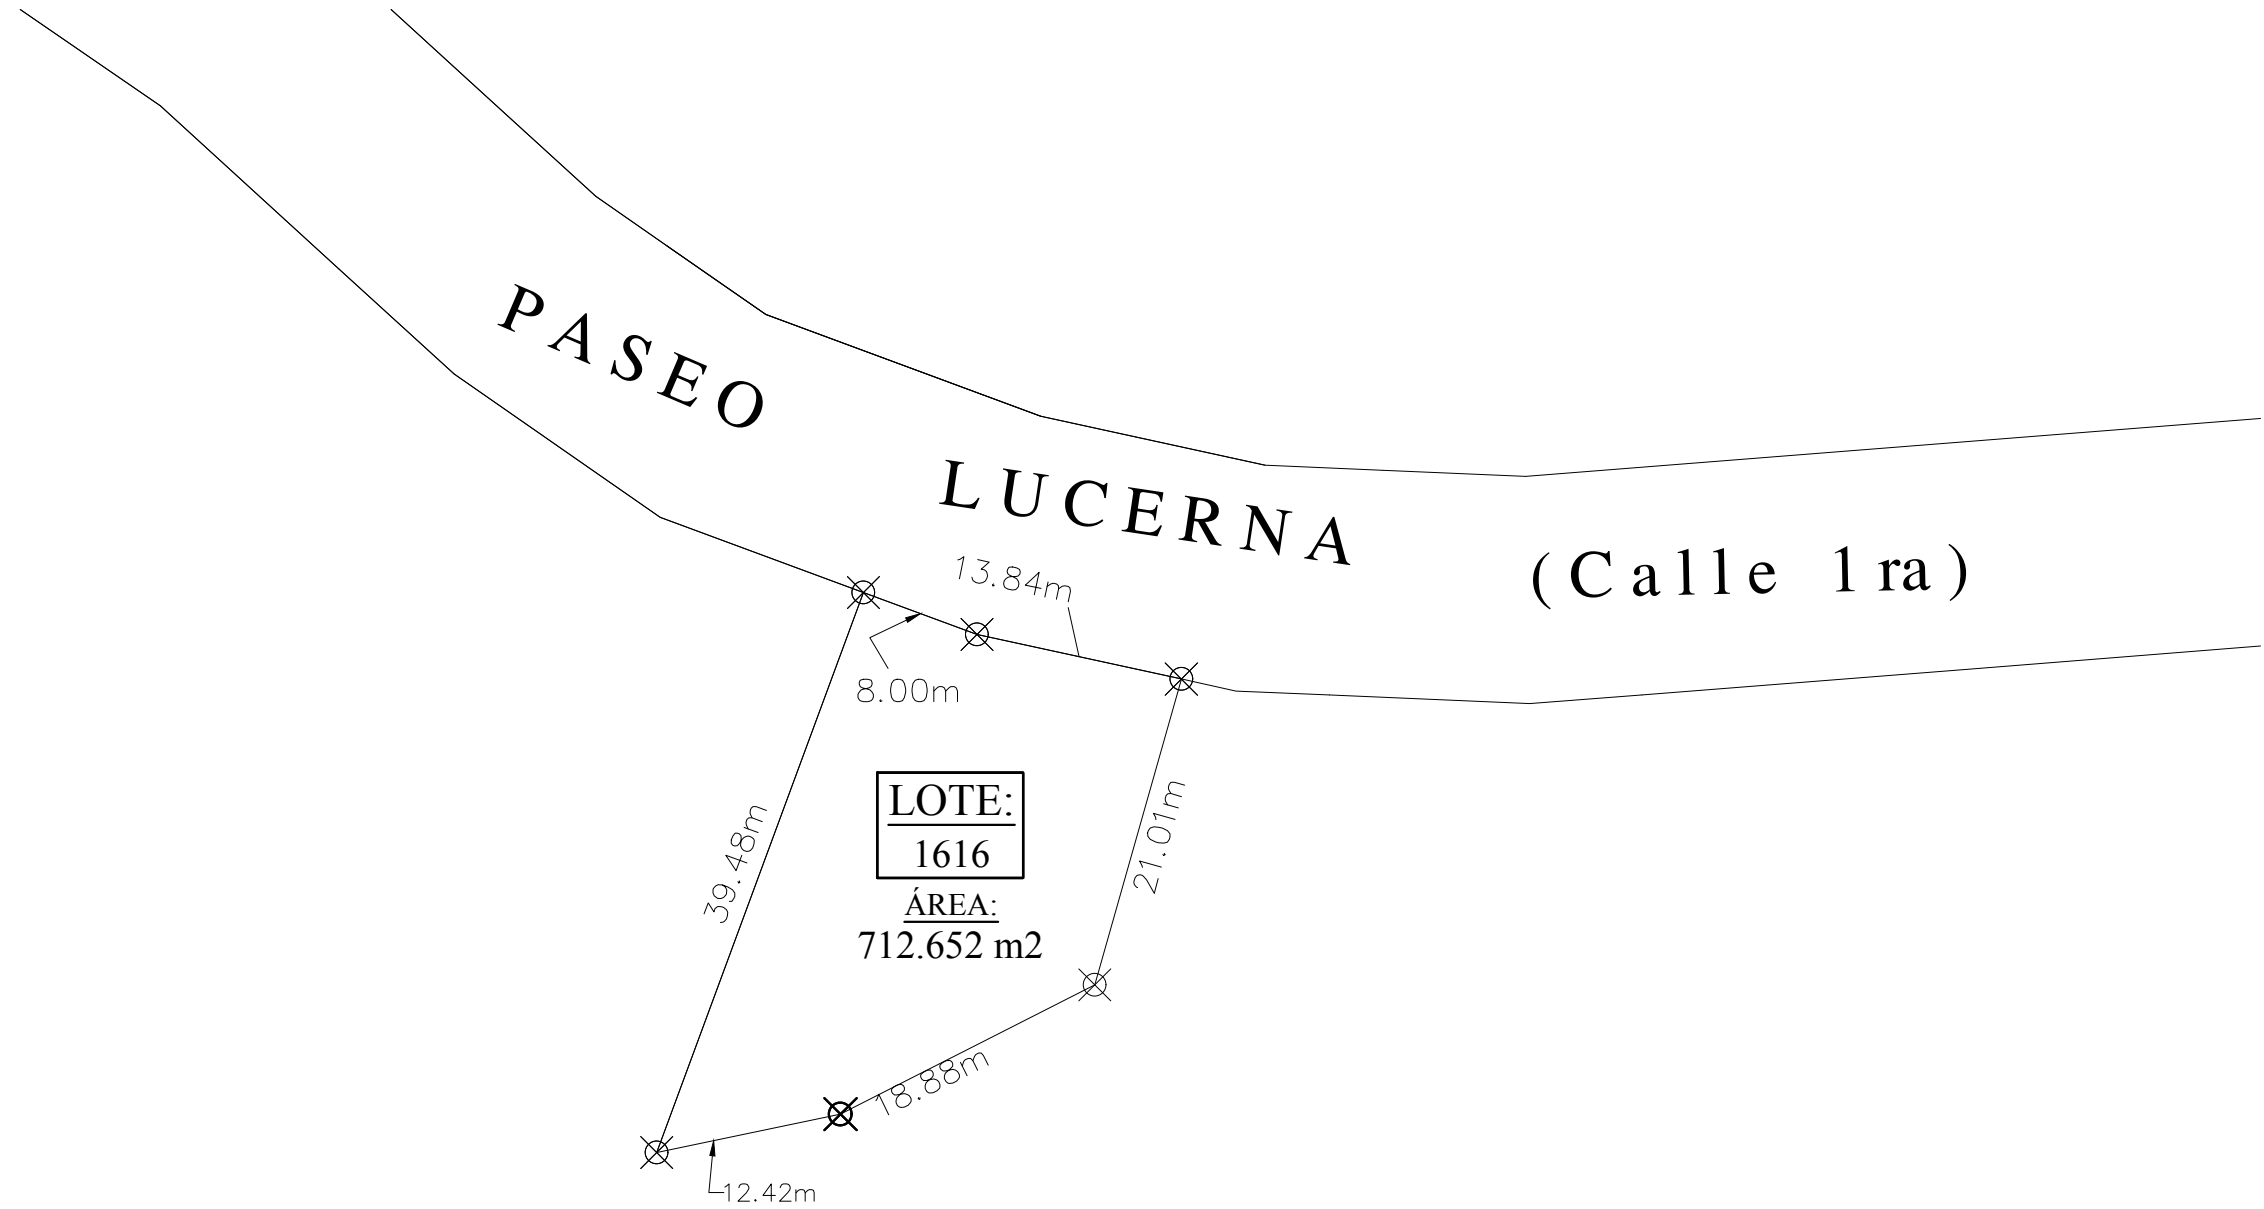 PASEO LUCERNA (Calle 1ra)
13.84m
8.00m
39.48m
LOTE:
1616
ÁREA:
712.652 m2
21.01m
18.88m
12.42m